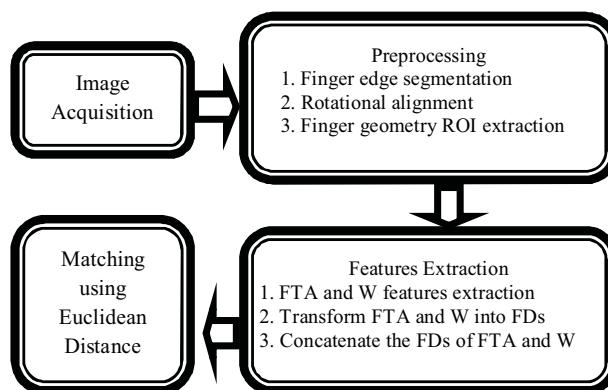 Image
Acquisition
Preprocessing
1. Finger edge segmentation
2. Rotational alignment
3. Finger geometry ROI extraction
Features Extraction
1. FTA and W features extraction
2. Transform FTA and W into FDs
3. Concatenate the FDs of FTA and W
Matching
using
Euclidean
Distance